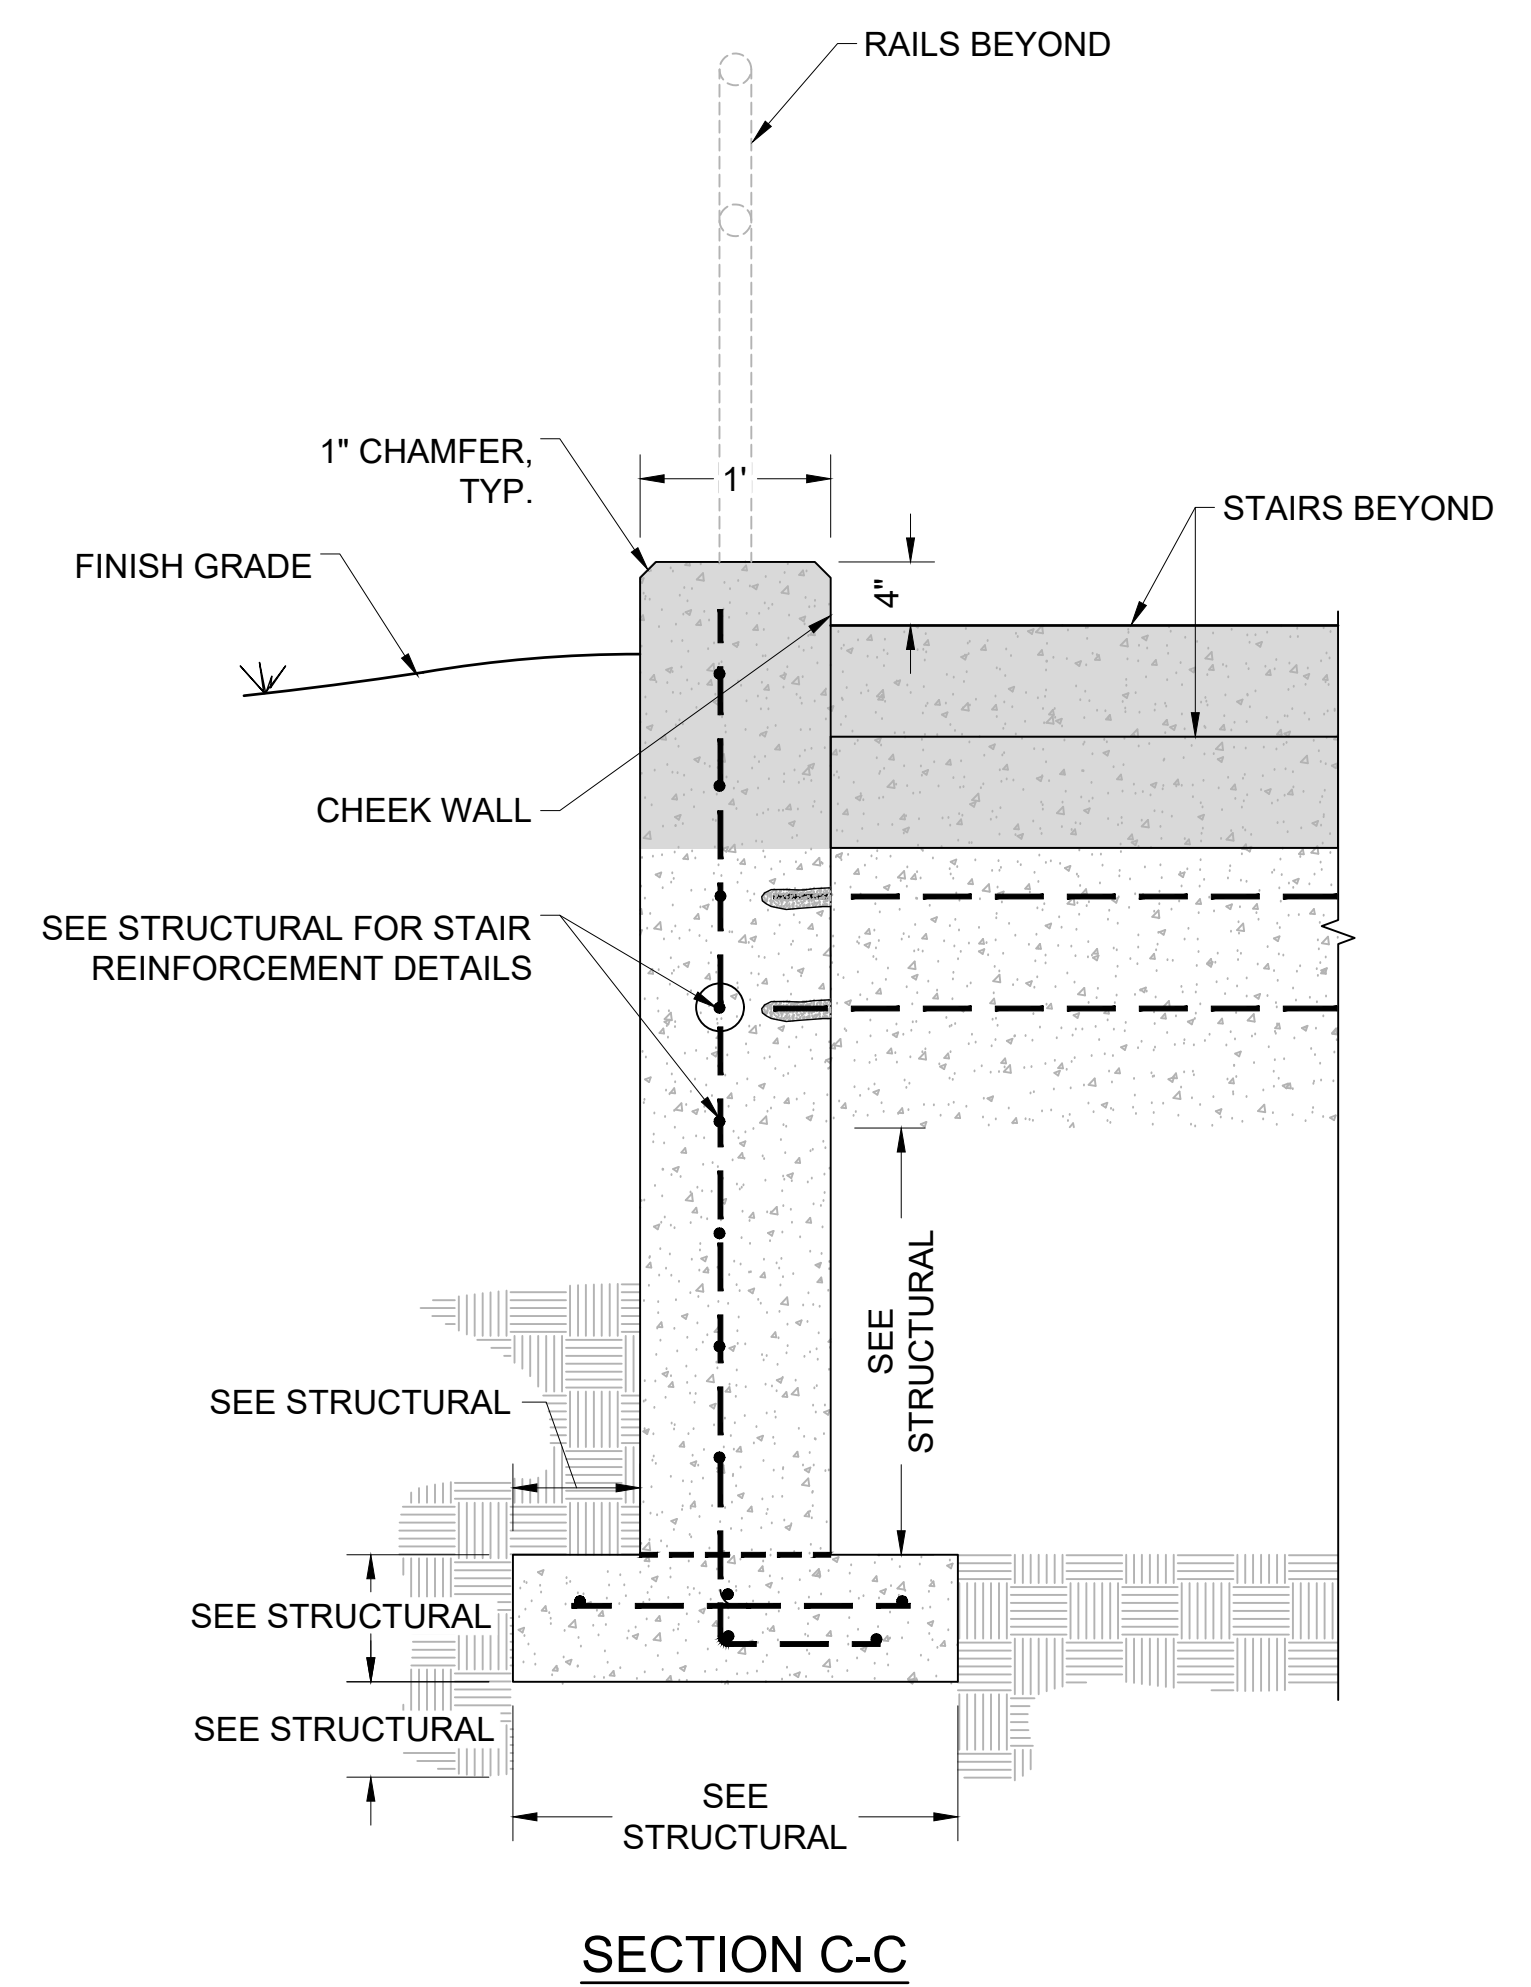 RAILS BEYOND
1" CHAMFER,
TYP.
1'
STAIRS BEYOND
FINISH GRADE
4"
CHEEK WALL
SEE STRUCTURAL FOR STAIR
REINFORCEMENT DETAILS
SEE
STRUCTURAL
SEE STRUCTURAL
SEE STRUCTURAL
SEE STRUCTURAL
SEE
STRUCTURAL
SECTION C-C